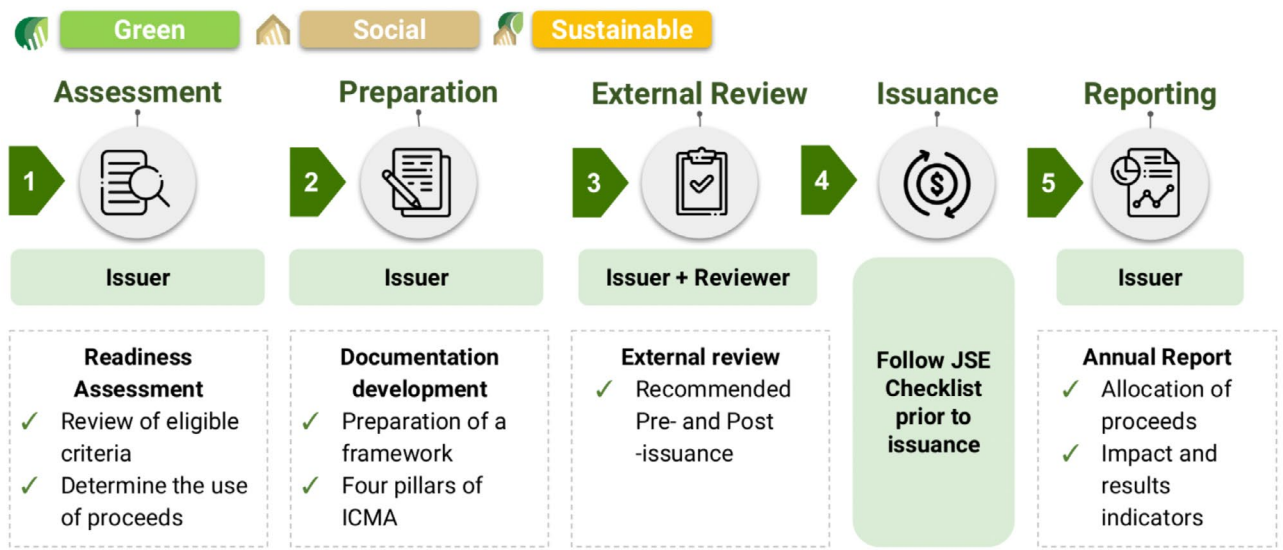 Green
Social
Sustainable
Assessment
Preparation
External Review
Issuance
Reporting
1
2
3
4
5
Issuer
Issuer
Issuer + Reviewer
Issuer
Readiness
Assessment
✓ Review of eligible
criteria
✓ Determine the use
of proceeds
Documentation
development
✓ Preparation of a
framework
✓ Four pillars of
ICMA
External review
✓ Recommended
Pre- and Post
-issuance
Follow JSE
Checklist
prior to
issuance
Annual Report
✓ Allocation of
proceeds
✓ Impact and
results
indicators